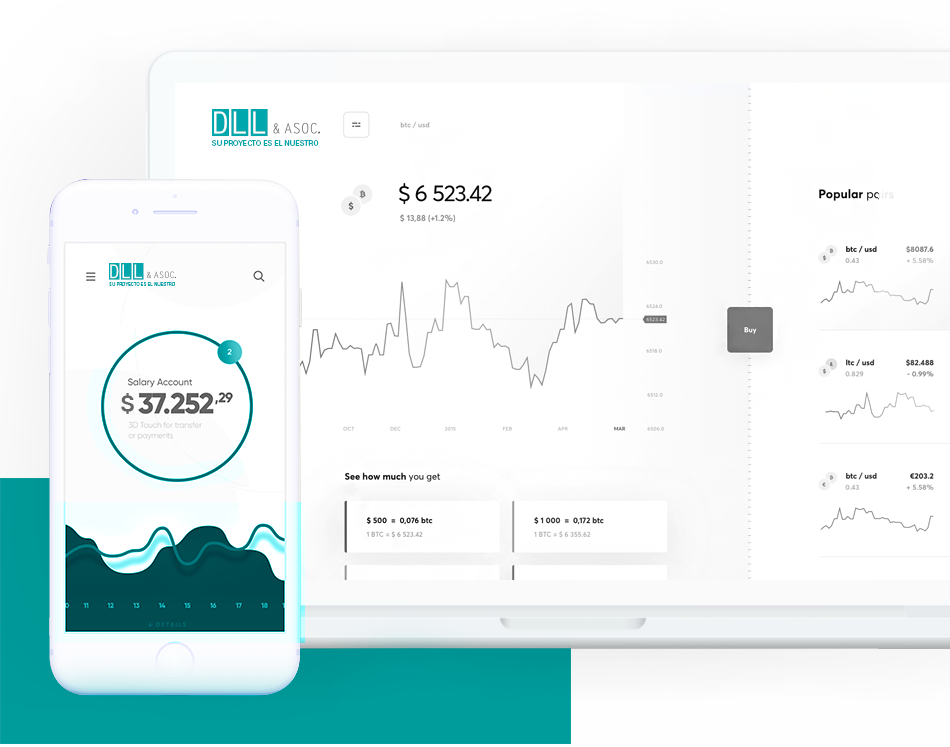 DLL & ASOC.
SU PROYECTO ES EL NUESTRO
btc / usd
$ 6 523.42
$ 13,88 (+1.2%)
6530.0
6524.0
6523.42
6518.0
6512.0
6506.0
OCT DEC 2015 FEB APR MAR
See how much you get
$ 500 = 0,076 btc
1 BTC = $ 6 523.42
$ 1 000 = 0,172 btc
1 BTC = $ 6 355.62
Buy
Popular pairs
btc / usd $8087.6
0.43 + 5.58%
ltc / usd $82.488
0.829 - 0.99%
btc / usd €203.2
0.43 + 5.58%
DLL & ASOC.
SU PROYECTO ES EL NUESTRO
2
Salary Account
$ 37.252.29
3D Touch for transfer
or payments
0 11 12 13 14 15 16 17 18 1
DETAILS